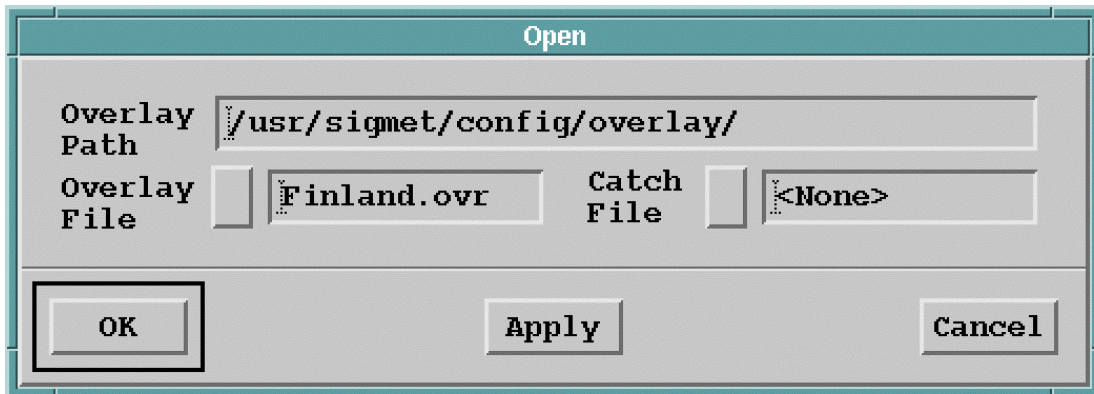 Open
Overlay Path
/usr/sigmet/config/overlay/
Overlay File
Finland.ovr
Catch File
<None>
OK
Apply
Cancel